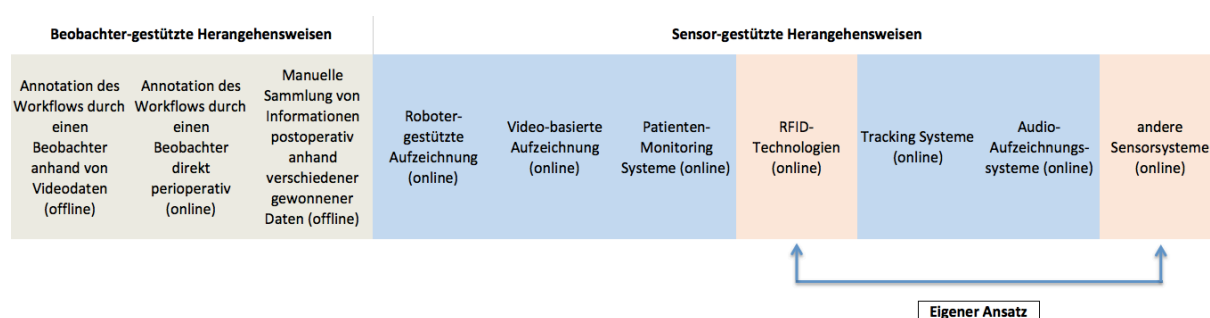 Beobachter-gestützte Herangehensweisen
Sensor-gestützte Herangehensweisen
Annotation des
Workflows durch
einen
Beobachter
anhand von
Videodaten
(offline)
Annotation des
Workflows durch
einen
Beobachter
direkt
perioperativ
(online)
Manuelle
Sammlung von
Informationen
postoperativ
anhand
verschiedener
gewonnener
Daten (offline)
Roboter-
gestützte
Aufzeichnung
(online)
Video-basierte
Aufzeichnung
(online)
Patienten-
Monitoring
Systeme (online)
RFID-
Technologien
(online)
Tracking Systeme
(online)
Audio-
Aufzeichnungs-
systeme (online)
andere
Sensorsysteme
(online)
Eigener Ansatz